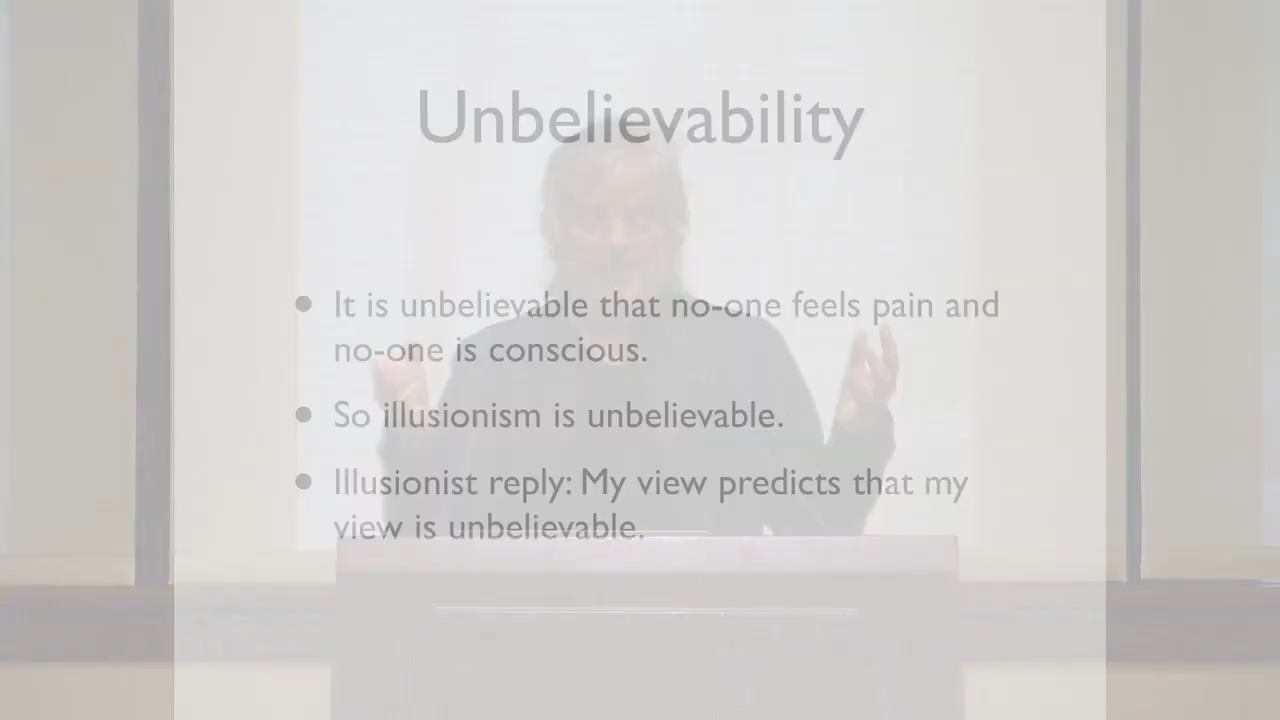 Unbelievability
• It is unbelievable that no-one feels pain and
no-one is conscious.
• So illusionism is unbelievable.
• Illusionist reply: My view predicts that my
view is unbelievable.